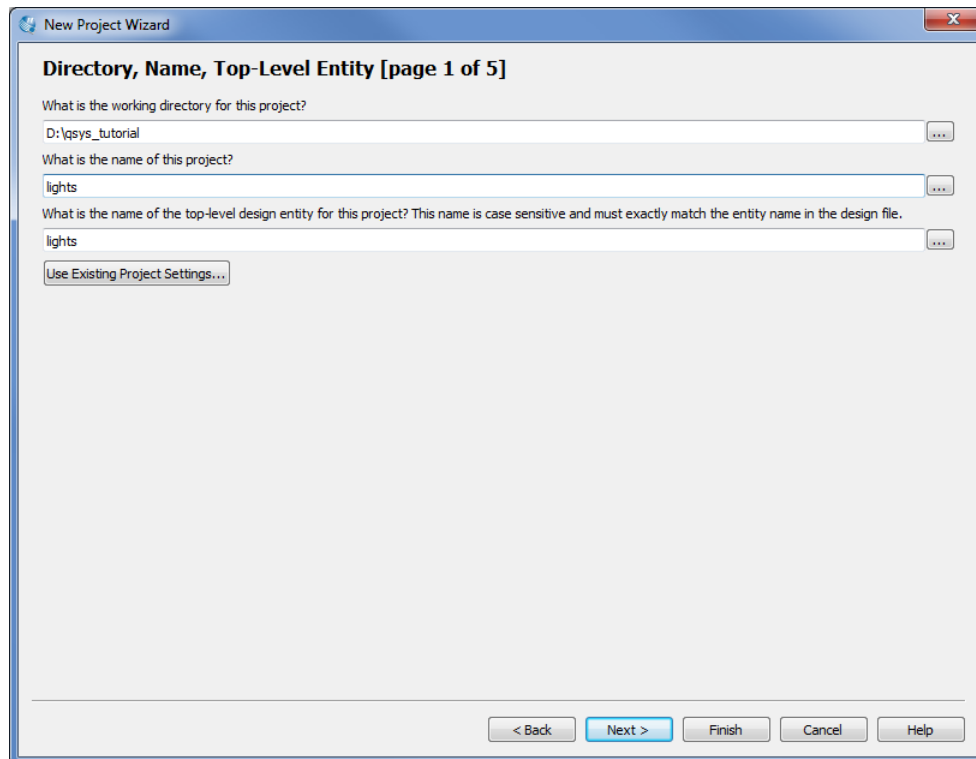 New Project Wizard
X
Directory, Name, Top-Level Entity [page 1 of 5]
What is the working directory for this project?
D:\qsys_tutorial
...
What is the name of this project?
lights
...
What is the name of the top-level design entity for this project? This name is case sensitive and must exactly match the entity name in the design file.
lights
...
Use Existing Project Settings...
< Back Next > Finish Cancel Help